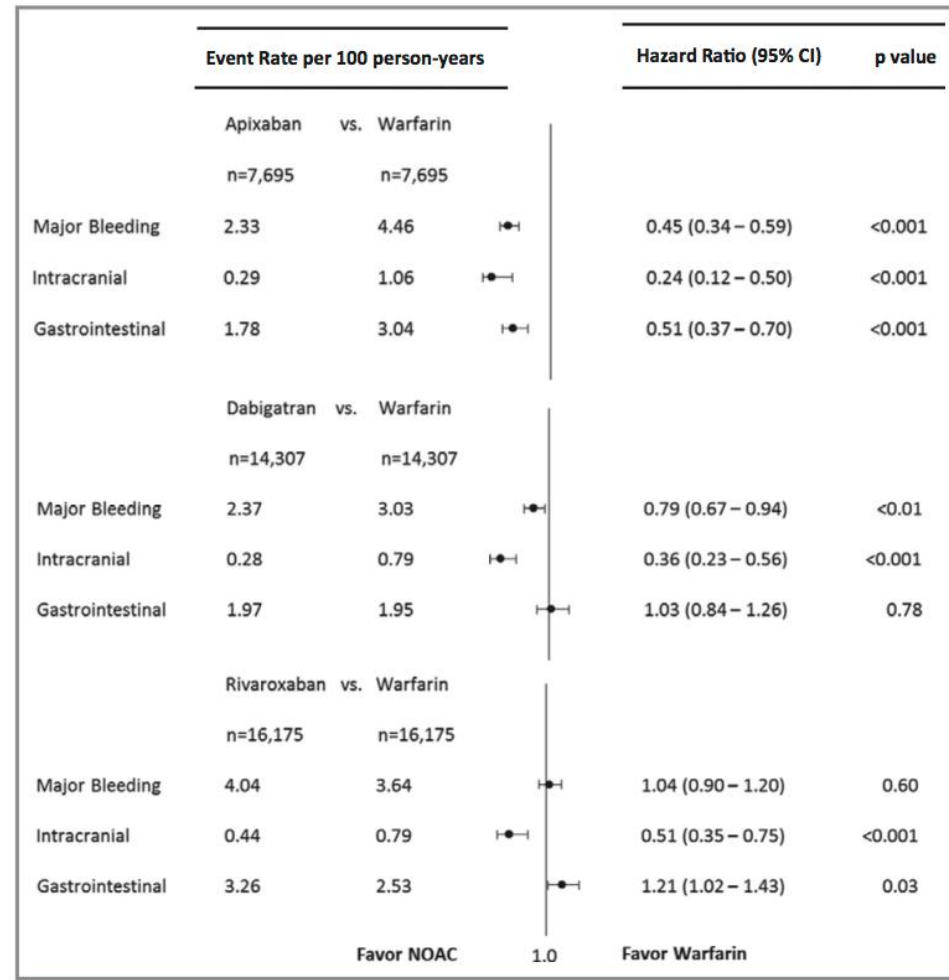 Event Rate per 100 person-years Hazard Ratio (95% CI) p value
Apixaban vs. Warfarin
n=7,695 n=7,695
Major Bleeding 2.33 4.46 0.45 (0.34 – 0.59) <0.001
Intracranial 0.29 1.06 0.24 (0.12 – 0.50) <0.001
Gastrointestinal 1.78 3.04 0.51 (0.37 – 0.70) <0.001
Dabigatran vs. Warfarin
n=14,307 n=14,307
Major Bleeding 2.37 3.03 0.79 (0.67 – 0.94) <0.01
Intracranial 0.28 0.79 0.36 (0.23 – 0.56) <0.001
Gastrointestinal 1.97 1.95 1.03 (0.84 – 1.26) 0.78
Rivaroxaban vs. Warfarin
n=16,175 n=16,175
Major Bleeding 4.04 3.64 1.04 (0.90 – 1.20) 0.60
Intracranial 0.44 0.79 0.51 (0.35 – 0.75) <0.001
Gastrointestinal 3.26 2.53 1.21 (1.02 – 1.43) 0.03
Favor NOAC 1.0 Favor Warfarin